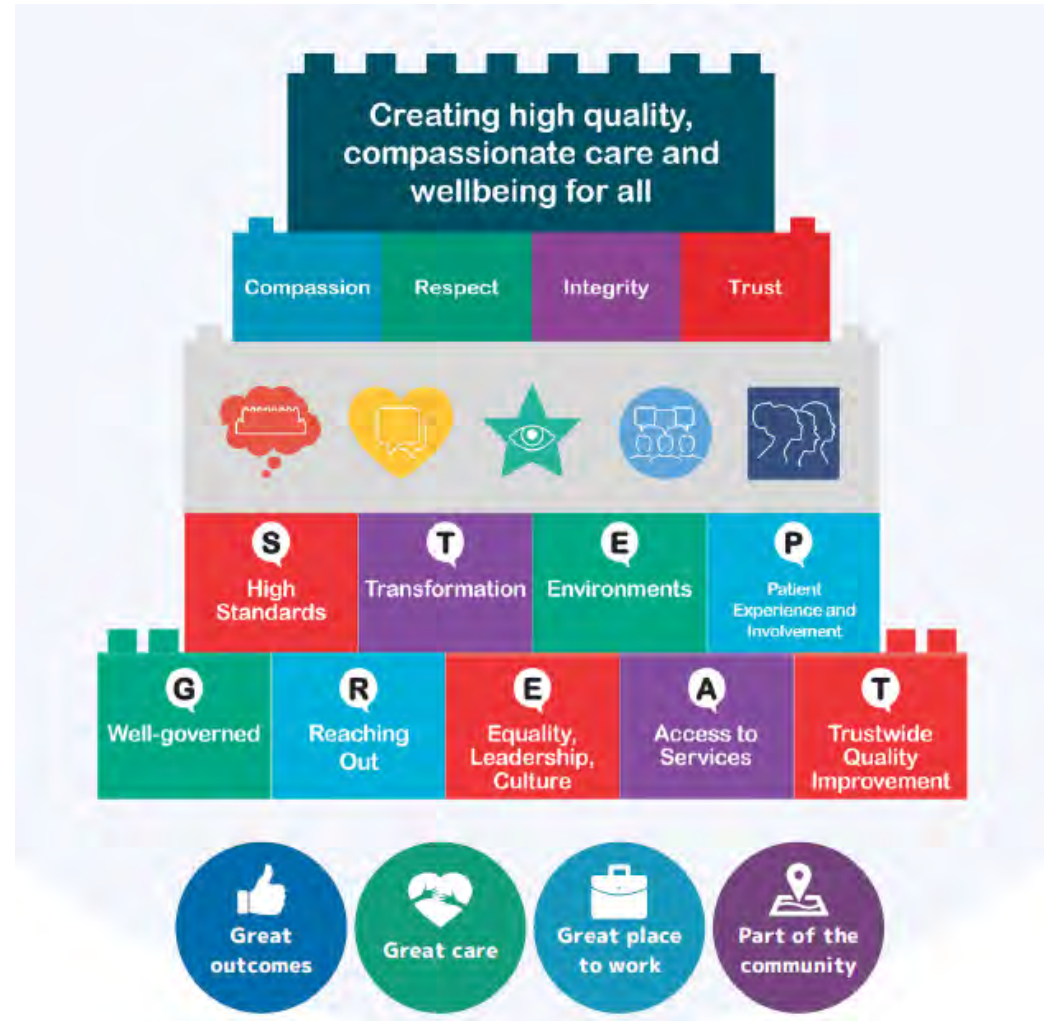 Creating high quality,
compassionate care and
wellbeing for all
Compassion
Respect
Integrity
Trust
S
High
Standards
T
Transformation
E
Environments
P
Patient
Experience and
Involvement
G
Well-governed
R
Reaching
Out
E
Equality,
Leadership,
Culture
A
Access to
Services
T
Trustwide
Quality
Improvement
Great
outcomes
Great care
Great place
to work
Part of the
community